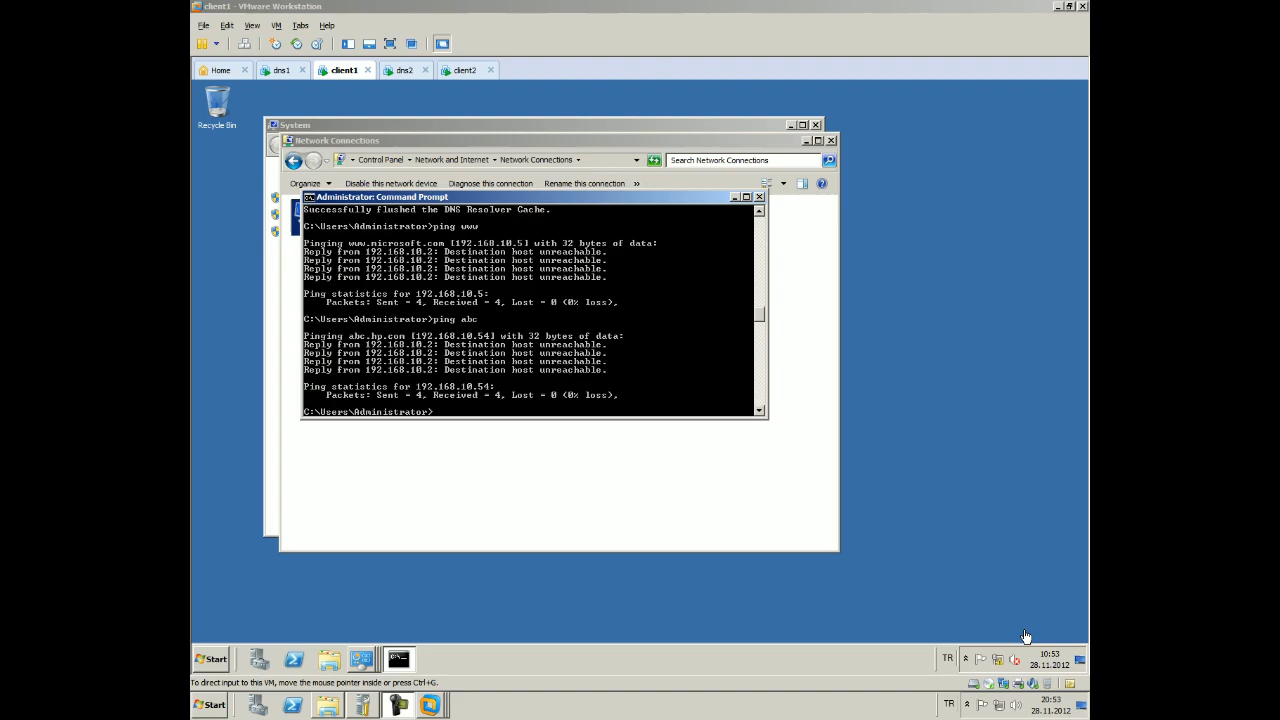 client1 - VMware Workstation
File Edit View VM Tabs Help
Home dns1 client1 dns2 client2
Recycle Bin
System
Network Connections
Control Panel Network and Internet Network Connections Search Network Connections
Organize Disable this network device Diagnose this connection Rename this connection »
Administrator: Command Prompt
Successfully flushed the DNS Resolver Cache.
C:\Users\Administrator>ping www
Pinging www.microsoft.com [192.168.10.5] with 32 bytes of data:
Reply from 192.168.10.2: Destination host unreachable.
Reply from 192.168.10.2: Destination host unreachable.
Reply from 192.168.10.2: Destination host unreachable.
Reply from 192.168.10.2: Destination host unreachable.
Ping statistics for 192.168.10.5:
Packets: Sent = 4, Received = 4, Lost = 0 (0% loss),
C:\Users\Administrator>ping abc
Pinging abc.hp.com [192.168.10.54] with 32 bytes of data:
Reply from 192.168.10.2: Destination host unreachable.
Reply from 192.168.10.2: Destination host unreachable.
Reply from 192.168.10.2: Destination host unreachable.
Reply from 192.168.10.2: Destination host unreachable.
Ping statistics for 192.168.10.54:
Packets: Sent = 4, Received = 4, Lost = 0 (0% loss),
C:\Users\Administrator>
Start TR 10:53
28.11.2012
To direct input to this VM, move the mouse pointer inside or press Ctrl+G.
Start TR 20:53
28.11.2012